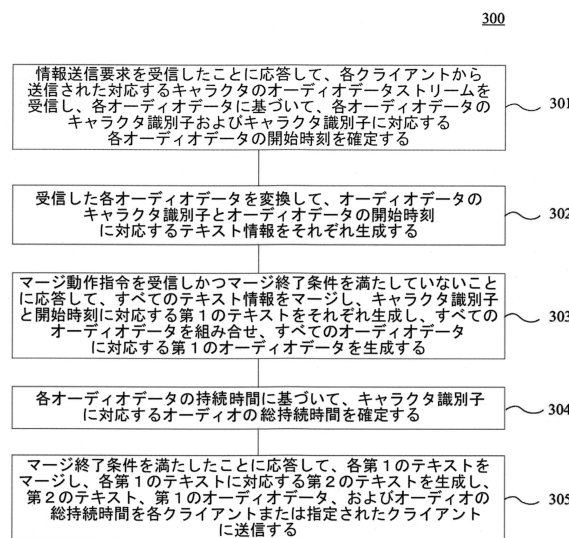 300
情報送信要求を受信したことに応答して、各クライアントから
送信された対応するキャラクタのオーディオデータストリームを
受信し、各オーディオデータに基づいて、各オーディオデータの
キャラクタ識別子およびキャラクタ識別子に対応する
各オーディオデータの開始時刻を確定する
301
受信した各オーディオデータを変換して、オーディオデータの
キャラクタ識別子とオーディオデータの開始時刻
に対応するテキスト情報をそれぞれ生成する
302
マージ動作指令を受信しかつマージ終了条件を満たしていないこと
に応答して、すべてのテキスト情報をマージし、キャラクタ識別子
と開始時刻に対応する第1のテキストをそれぞれ生成し、すべての
オーディオデータを組み合せ、すべてのオーディオデータ
に対応する第1のオーディオデータを生成する
303
各オーディオデータの持続時間に基づいて、キャラクタ識別子
に対応するオーディオの総持続時間を確定する
304
マージ終了条件を満たしたことに応答して、各第1のテキストを
マージし、各第1のテキストに対応する第2のテキストを生成し、
第2のテキスト、第1のオーディオデータ、およびオーディオの
総持続時間を各クライアントまたは指定されたクライアント
に送信する
305